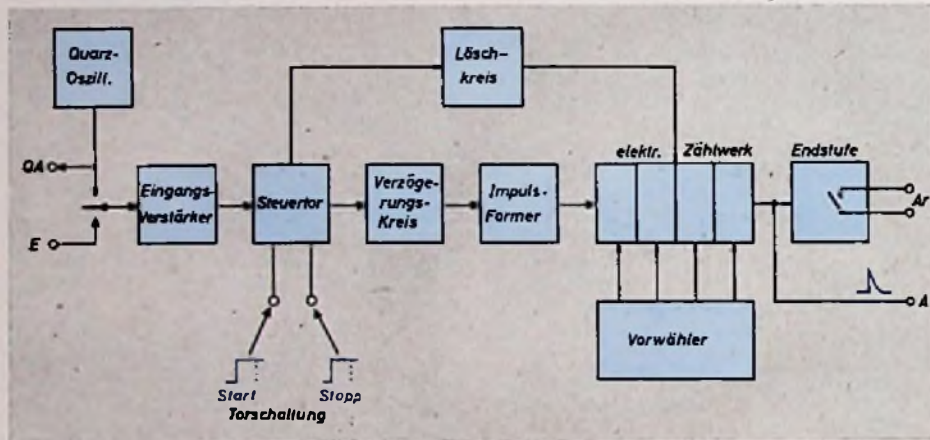 Quarz-
Oszill.
Lösch-
kreis
QA
elektr. Zählwerk
Endstufe
Eingangs-
Verstärker
Steuertor
Verzöge-
rungs-
Kreis
Impuls-
Former
Ar
E
A
Vorwähler
Start
Stopp
Torschaltung